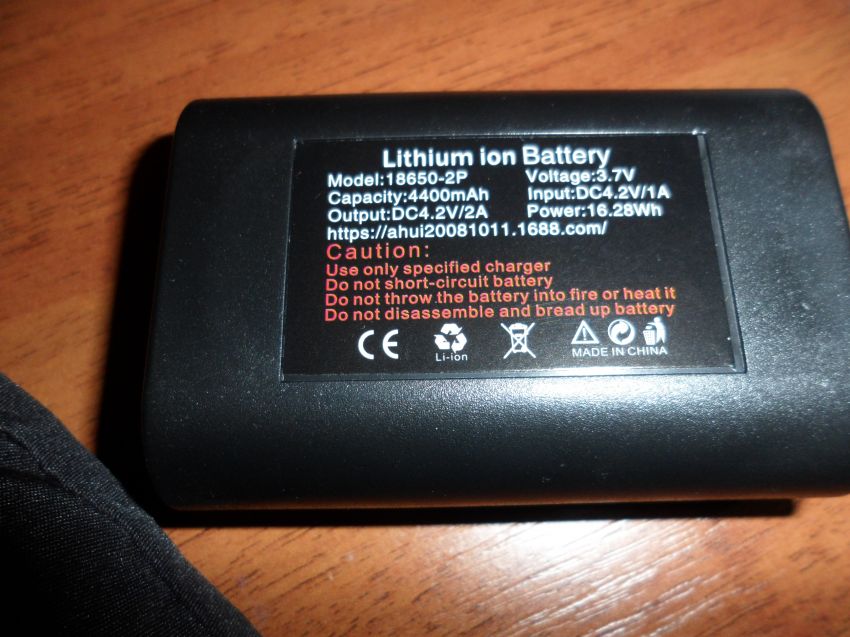 Lithium ion Battery
Model:18650-2P Voltage:3.7V
Capacity:4400mAh Input:DC4.2V/1A
Output:DC4.2V/2A Power:16.28Wh
https://ahui20081011.1688.com/
Caution:
Use only specified charger
Do not short-circuit battery
Do not throw the battery into fire or heat it
Do not disassemble and bread up battery
CE
Li-ion
MADE IN CHINA